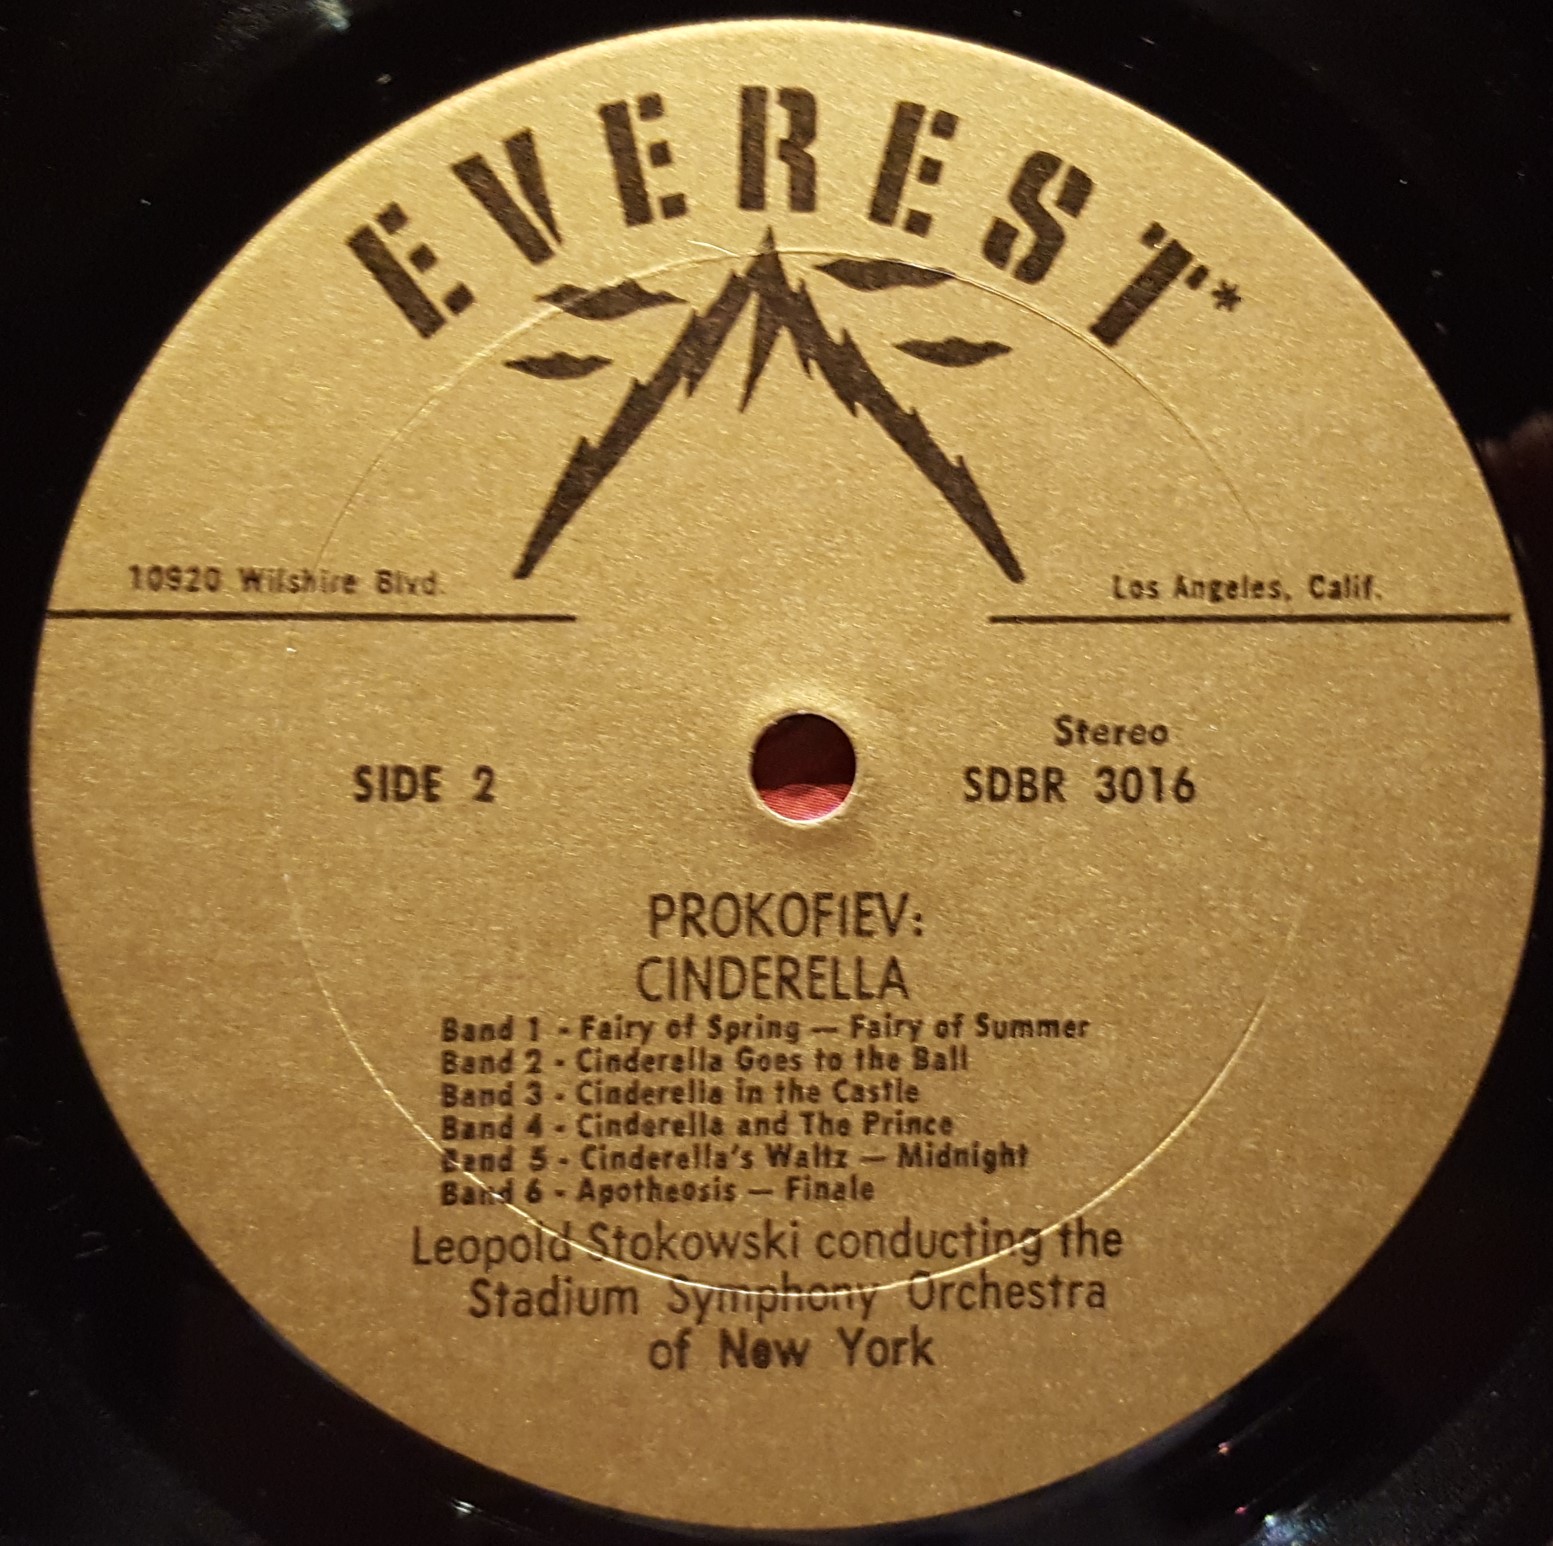 EVEREST*
10920 Wilshire Blvd.
Los Angeles, Calif.
Stereo
SIDE 2
SDBR 3016
PROKOFIEV:
CINDERELLA
Band 1 - Fairy of Spring — Fairy of Summer
Band 2 - Cinderella Goes to the Ball
Band 3 - Cinderella in the Castle
Band 4 - Cinderella and The Prince
Band 5 - Cinderella's Waltz — Midnight
Band 6 - Apotheosis — Finale
Leopold Stokowski conducting the
Stadium Symphony Orchestra
of New York